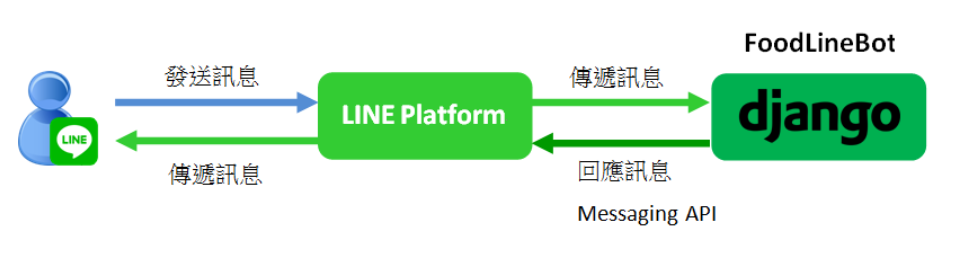 FoodLineBot
發送訊息
傳遞訊息
LINE Platform
django
LINE
傳遞訊息
回應訊息
Messaging API